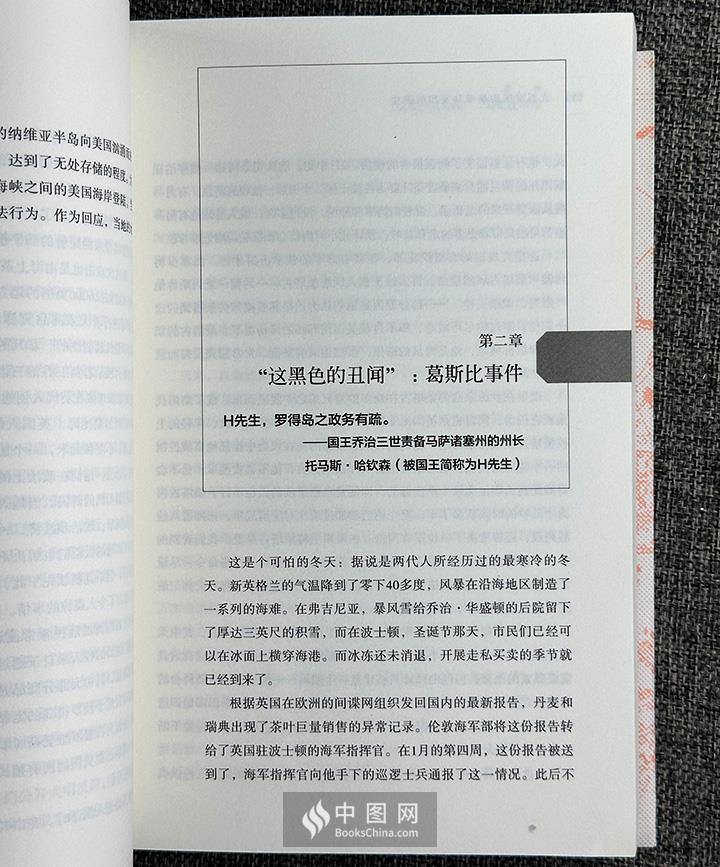 的纳维亚半岛向美国汹涌
达到了无处存储的程度。
海峡之间的美国海岸登陆。
去行为。作为回应，当地
第二章
“这黑色的丑闻”：葛斯比事件
H先生，罗得岛之政务有疏。
——国王乔治三世责备马萨诸塞州的州长
托马斯·哈钦森（被国王简称为H先生）
这是个可怕的冬天：据说是两代人所经历过的最寒冷的冬
天。新英格兰的气温降到了零下40多度，风暴在沿海地区制造了
一系列的海难。在弗吉尼亚，暴风雪给乔治·华盛顿的后院留下
了厚达三英尺的积雪，而在波士顿，圣诞节那天，市民们已经可
以在冰面上横穿海港。而冰冻还未消退，开展走私买卖的季节就
已经到来了。
根据英国在欧洲的间谍网组织发回国内的最新报告，丹麦和
瑞典出现了茶叶巨量销售的异常记录。伦敦海军部将这份报告转
给了英国驻波士顿的海军指挥官。在1月的第四周，这份报告被送
到了，海军指挥官向他手下的巡逻士兵通报了这一情况。此后不
中图网
BooksChina.com